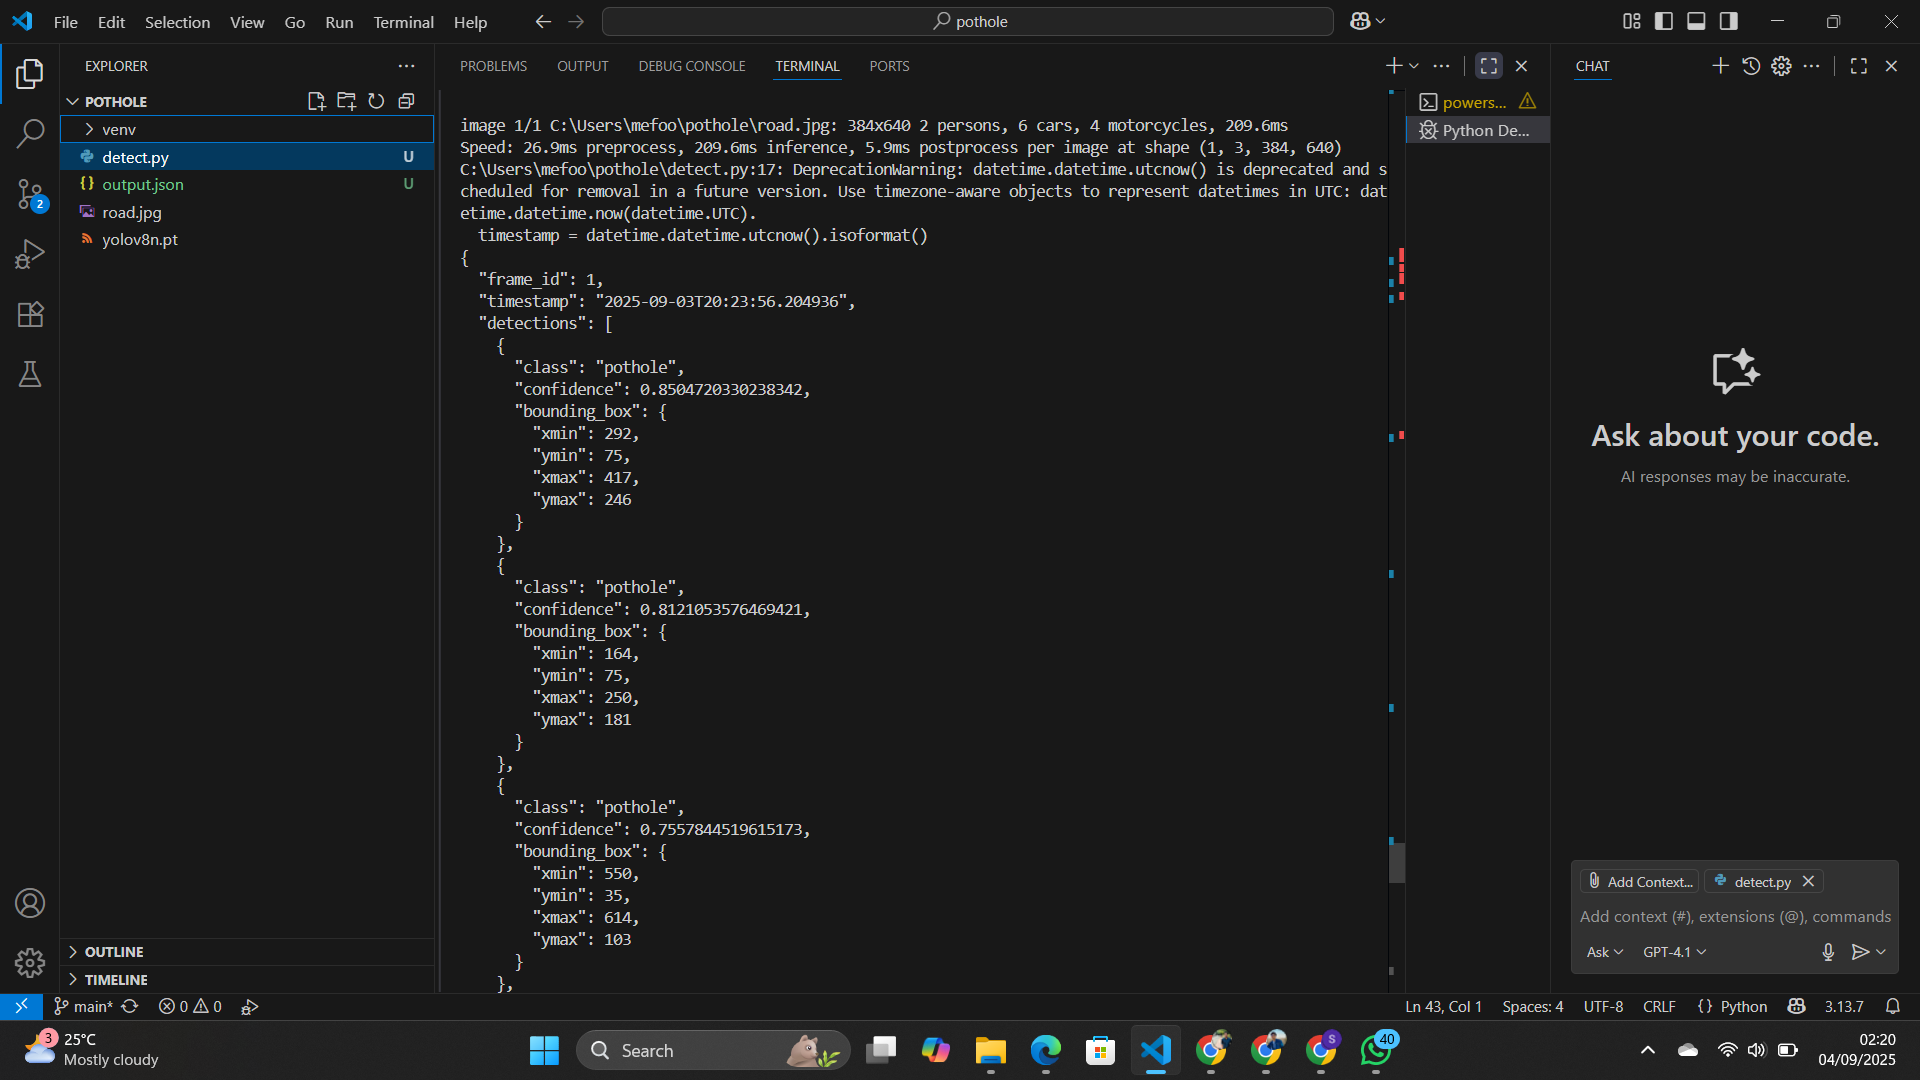 File Edit Selection View Go Run Terminal Help
pothole
EXPLORER
POTHOLE
venv
detect.py U
output.json U
road.jpg
yolov8n.pt
OUTLINE
TIMELINE
2
PROBLEMS OUTPUT DEBUG CONSOLE TERMINAL PORTS
image 1/1 C:\Users\mefoo\pothole\road.jpg: 384x640 2 persons, 6 cars, 4 motorcycles, 209.6ms
Speed: 26.9ms preprocess, 209.6ms inference, 5.9ms postprocess per image at shape (1, 3, 384, 640)
C:\Users\mefoo\pothole\detect.py:17: DeprecationWarning: datetime.datetime.utcnow() is deprecated and s
cheduled for removal in a future version. Use timezone-aware objects to represent datetimes in UTC: dat
etime.datetime.now(datetime.UTC).
timestamp = datetime.datetime.utcnow().isoformat()
{
"frame_id": 1,
"timestamp": "2025-09-03T20:23:56.204936",
"detections": [
{
"class": "pothole",
"confidence": 0.8504720330238342,
"bounding_box": {
"xmin": 292,
"ymin": 75,
"xmax": 417,
"ymax": 246
}
},
{
"class": "pothole",
"confidence": 0.8121053576469421,
"bounding_box": {
"xmin": 164,
"ymin": 75,
"xmax": 250,
"ymax": 181
}
},
{
"class": "pothole",
"confidence": 0.7557844519615173,
"bounding_box": {
"xmin": 550,
"ymin": 35,
"xmax": 614,
"ymax": 103
}
},
powers...
Python De...
CHAT
Ask about your code.
AI responses may be inaccurate.
Add Context... detect.py
Add context (#), extensions (@), commands
Ask GPT-4.1
main* 0 0 Ln 43, Col 1 Spaces: 4 UTF-8 CRLF {} Python 3.13.7
3
25°C
Mostly cloudy
Search
S
40
02:20
04/09/2025